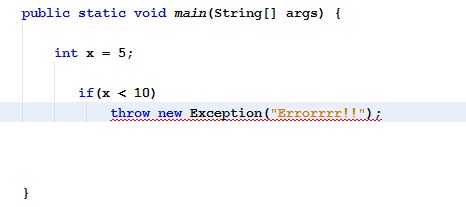 public static void main(String[] args) {
int x = 5;
if(x < 10)
throw new Exception("Errorrrr!!");
}